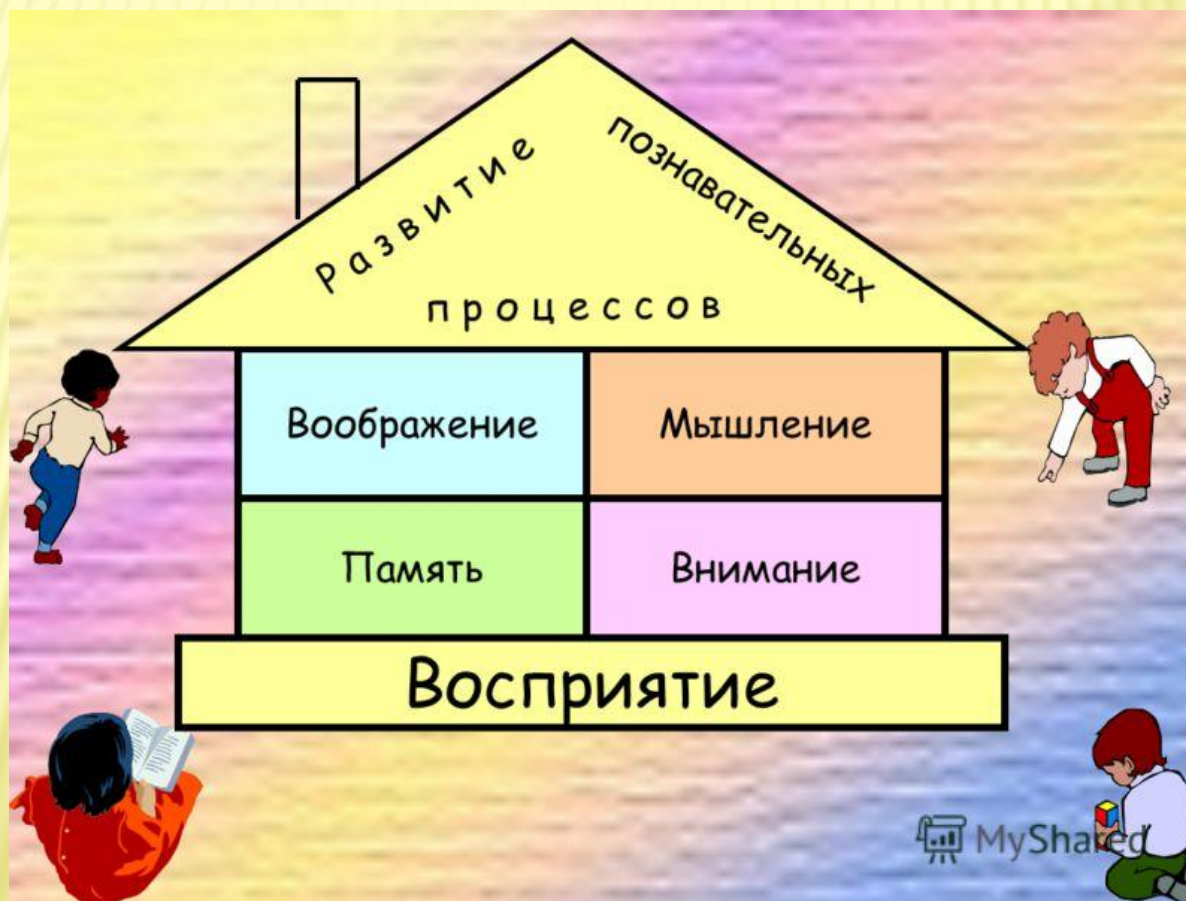 Развитие
познавательных
процессов
Воображение
Мышление
Память
Внимание
Восприятие
MyShared